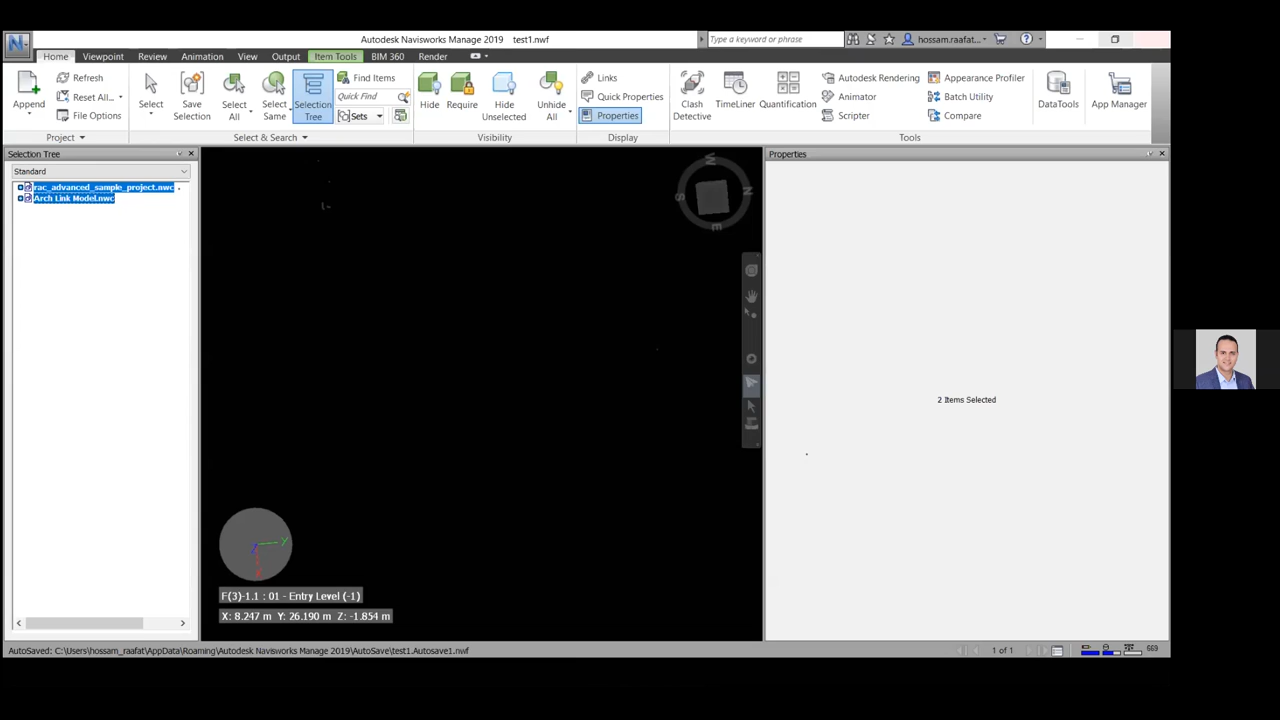 Autodesk Navisworks Manage 2019 test1.nwf
Type a keyword or phrase
hossam.raafat...
Home Viewpoint Review Animation View Output Item Tools BIM 360 Render
Append
Refresh
Reset All...
File Options
Project
Select
Save Selection
Select All
Select Same
Selection Tree
Find Items
Quick Find
Sets
Select & Search
Hide
Require
Hide Unselected
Unhide All
Visibility
Links
Quick Properties
Properties
Display
Clash Detective
TimeLiner
Quantification
Autodesk Rendering
Animator
Scripter
Appearance Profiler
Batch Utility
Compare
DataTools
App Manager
Tools
Selection Tree
Standard
rac_advanced_sample_project.nwc
Arch Link Model.nwc
W
N
S
E
Y
Z
X
F(3)-1.1 : 01 - Entry Level (-1)
X: 8.247 m Y: 26.190 m Z: -1.854 m
Properties
2 Items Selected
AutoSaved: C:\Users\hossam_raafat\AppData\Roaming\Autodesk Navisworks Manage 2019\AutoSave\test1.Autosave1.nwf
1 of 1
669